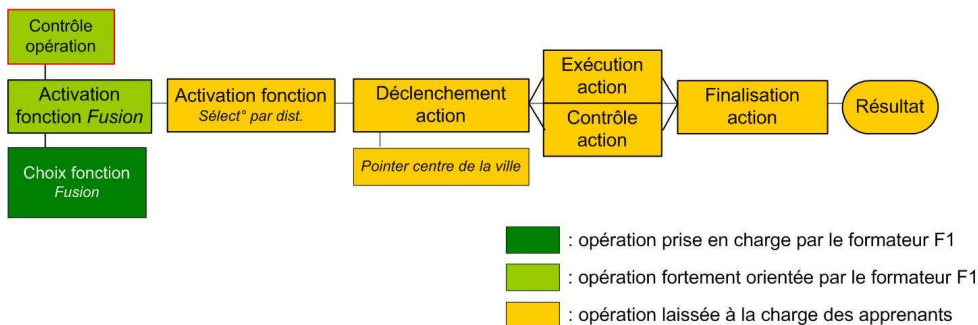 Contrôle
opération
Activation
fonction Fusion
Choix fonction
Fusion
Activation fonction
Sélect° par dist.
Déclenchement
action
Pointer centre de la ville
Exécution
action
Contrôle
action
Finalisation
action
Résultat
: opération prise en charge par le formateur F1
: opération fortement orientée par le formateur F1
: opération laissée à la charge des apprenants